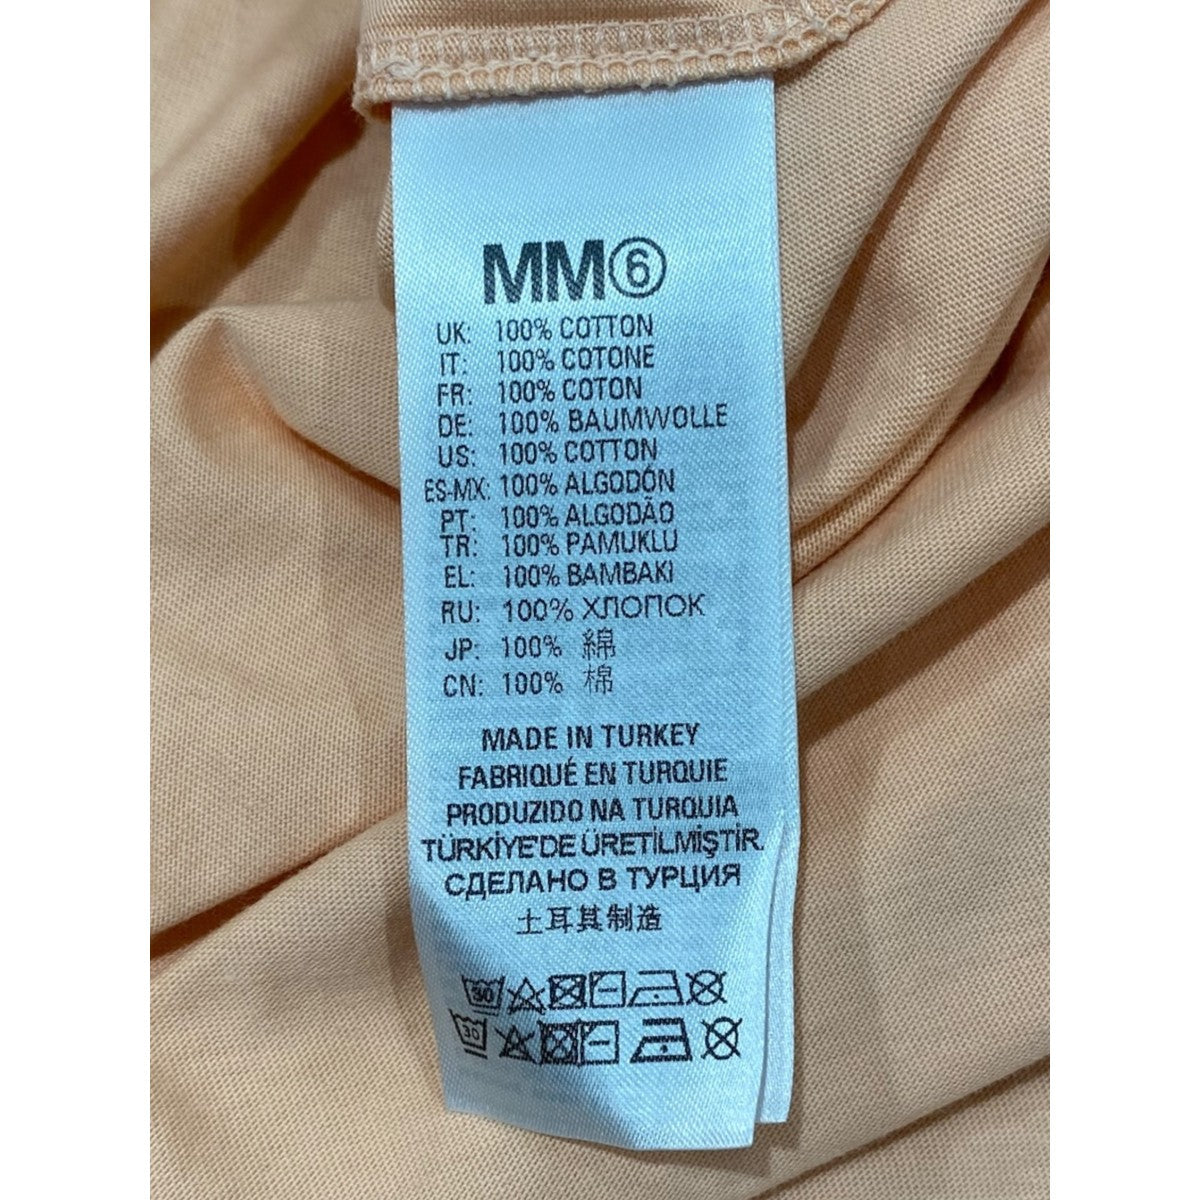 MM⑥
UK: 100% COTTON
IT: 100% COTONE
FR: 100% COTON
DE: 100% BAUMWOLLE
US: 100% COTTON
ES-MX: 100% ALGODÓN
PT: 100% ALGODÃO
TR: 100% PAMUKLU
EL: 100% BAMBAKI
RU: 100% ХЛОПОК
JP: 100% 綿
CN: 100% 棉
MADE IN TURKEY
FABRIQUÉ EN TURQUIE
PRODUZIDO NA TURQUIA
TÜRKİYE'DE ÜRETİLMİŞTİR.
СДЕЛАНО В ТУРЦИЯ
土耳其制造
30
30